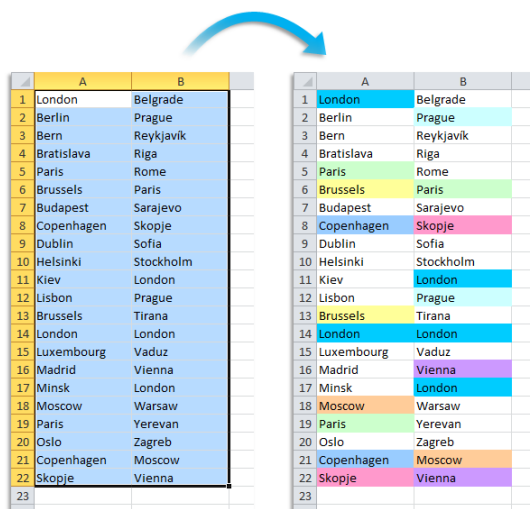 A B
1 London Belgrade
2 Berlin Prague
3 Bern Reykjavík
4 Bratislava Riga
5 Paris Rome
6 Brussels Paris
7 Budapest Sarajevo
8 Copenhagen Skopje
9 Dublin Sofia
10 Helsinki Stockholm
11 Kiev London
12 Lisbon Prague
13 Brussels Tirana
14 London London
15 Luxembourg Vaduz
16 Madrid Vienna
17 Minsk London
18 Moscow Warsaw
19 Paris Yerevan
20 Oslo Zagreb
21 Copenhagen Moscow
22 Skopje Vienna
23
A B
1 London Belgrade
2 Berlin Prague
3 Bern Reykjavík
4 Bratislava Riga
5 Paris Rome
6 Brussels Paris
7 Budapest Sarajevo
8 Copenhagen Skopje
9 Dublin Sofia
10 Helsinki Stockholm
11 Kiev London
12 Lisbon Prague
13 Brussels Tirana
14 London London
15 Luxembourg Vaduz
16 Madrid Vienna
17 Minsk London
18 Moscow Warsaw
19 Paris Yerevan
20 Oslo Zagreb
21 Copenhagen Moscow
22 Skopje Vienna
23